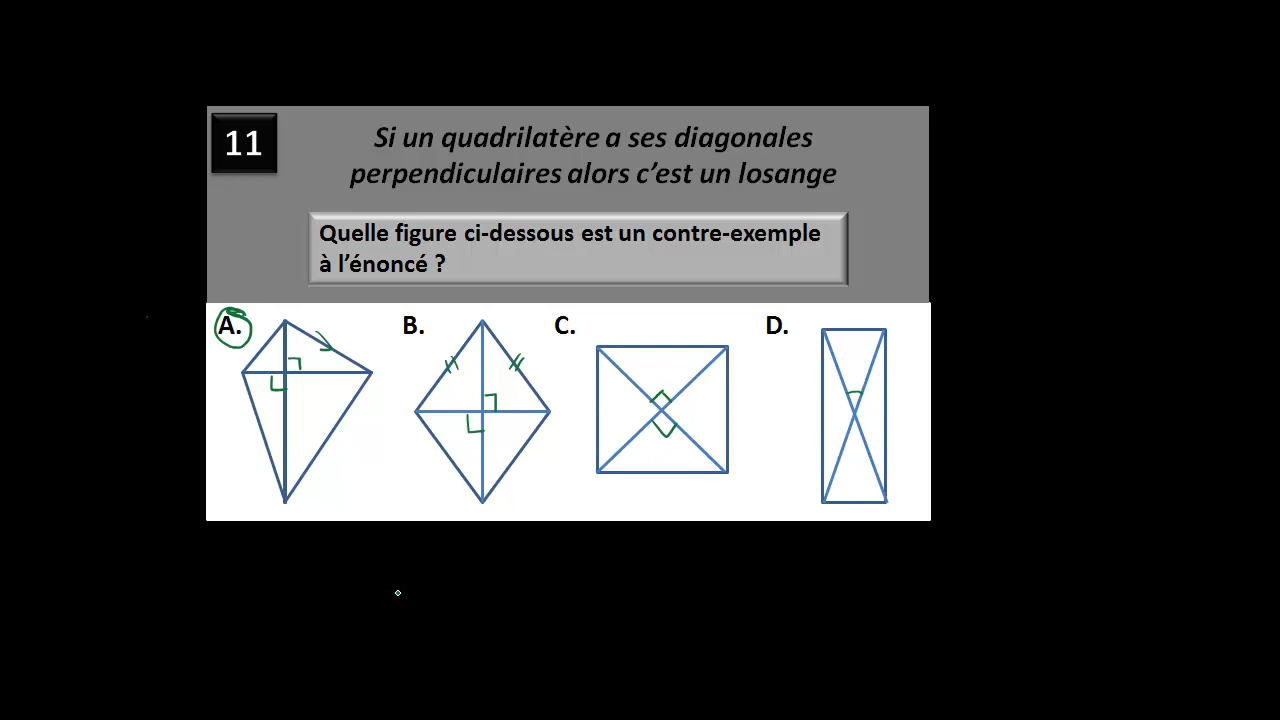 11
Si un quadrilatère a ses diagonales
perpendiculaires alors c’est un losange
Quelle figure ci-dessous est un contre-exemple
à l’énoncé ?
A.
B.
C.
D.